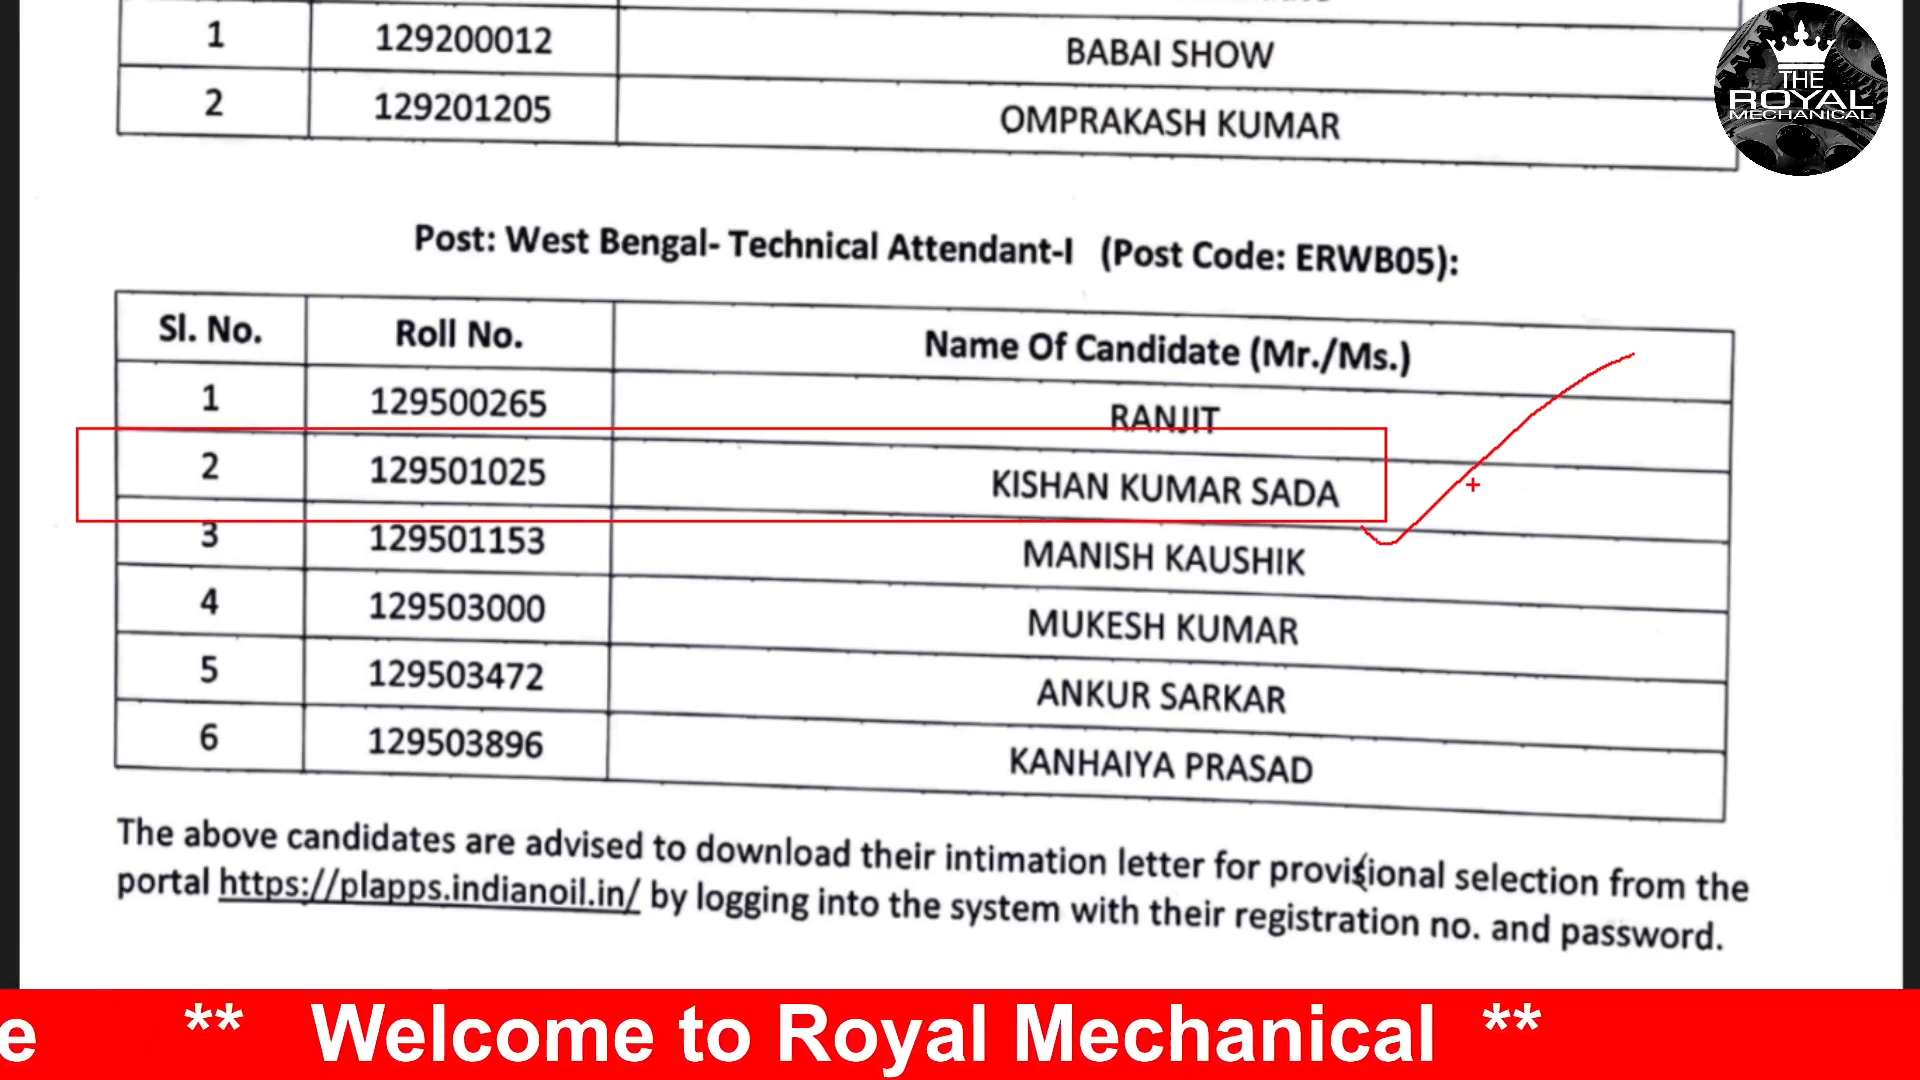 1 129200012 BABAI SHOW
2 129201205 OMPRAKASH KUMAR
THE
ROYAL
MECHANICAL
Post: West Bengal- Technical Attendant-I (Post Code: ERWB05):
Sl. No. Roll No. Name Of Candidate (Mr./Ms.)
1 129500265 RANJIT
2 129501025 KISHAN KUMAR SADA
3 129501153 MANISH KAUSHIK
4 129503000 MUKESH KUMAR
5 129503472 ANKUR SARKAR
6 129503896 KANHAIYA PRASAD
The above candidates are advised to download their intimation letter for provisional selection from the
portal https://plapps.indianoil.in/ by logging into the system with their registration no. and password.
e ** Welcome to Royal Mechanical **